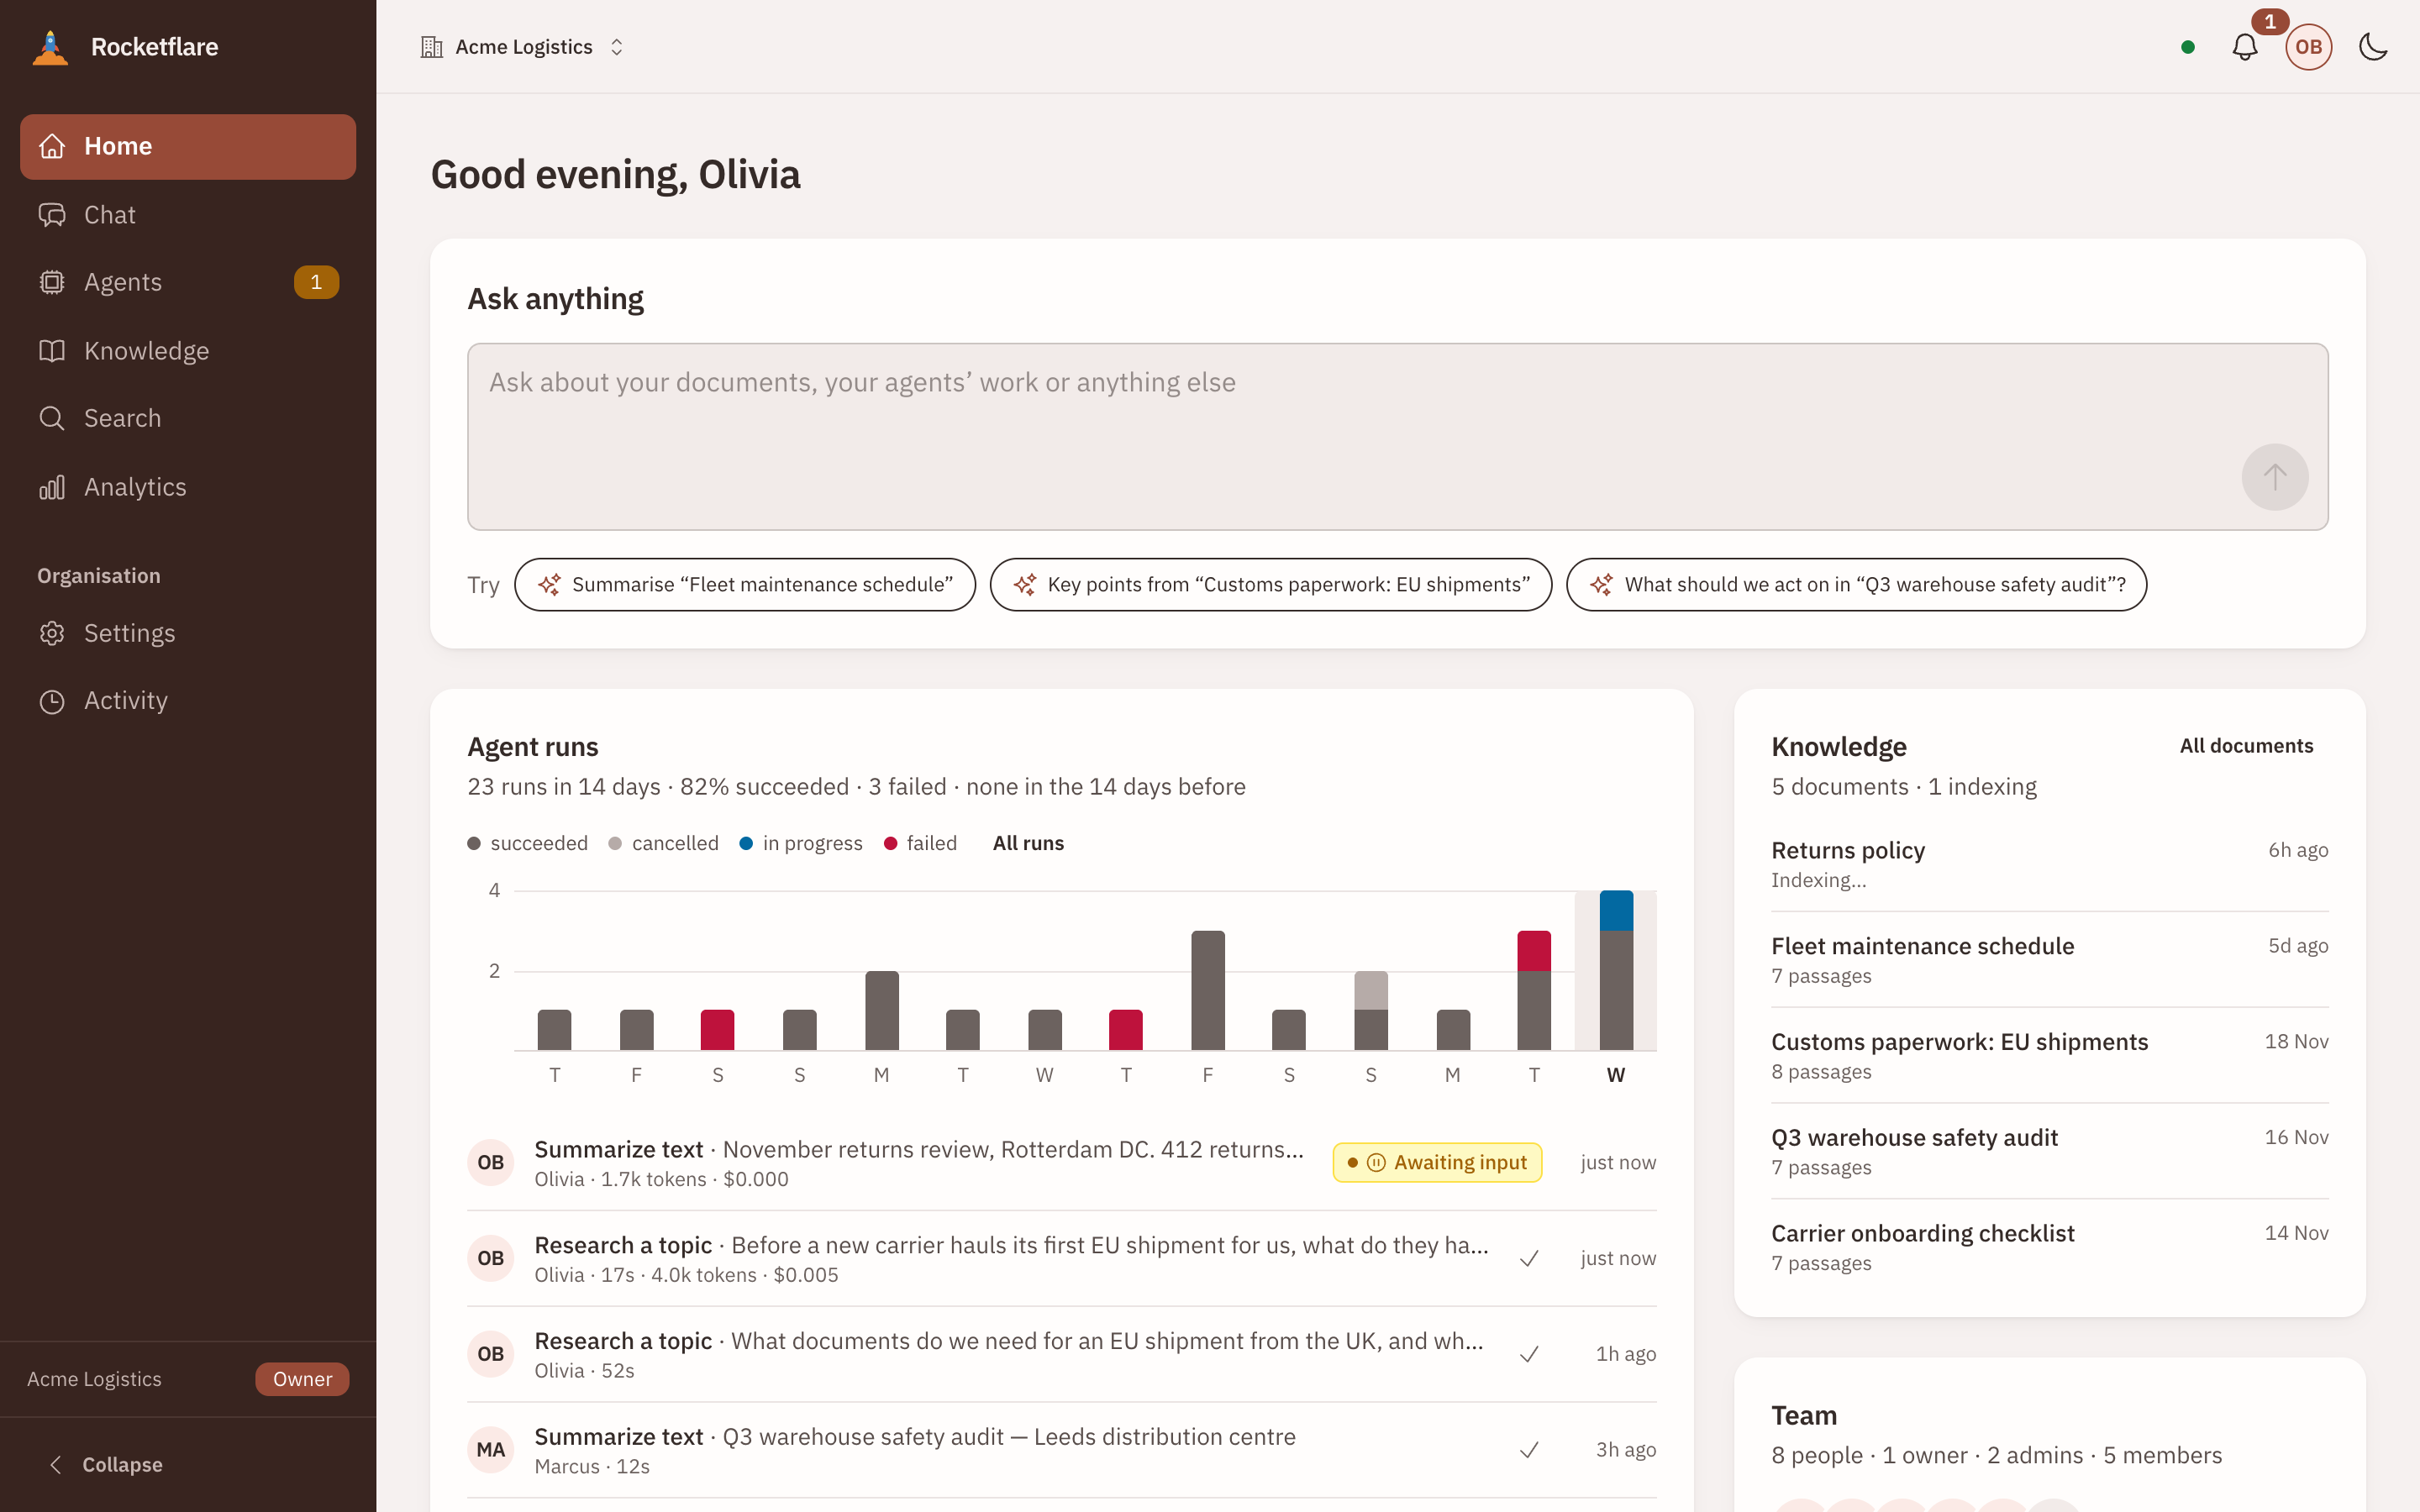 Rocketflare
Home
Chat
Agents 1
Knowledge
Search
Analytics
Organisation
Settings
Activity
Acme Logistics Owner
Collapse
Acme Logistics
1
OB
Good evening, Olivia
Ask anything
Ask about your documents, your agents’ work or anything else
Try
Summarise “Fleet maintenance schedule”
Key points from “Customs paperwork: EU shipments”
What should we act on in “Q3 warehouse safety audit”?
Agent runs
23 runs in 14 days · 82% succeeded · 3 failed · none in the 14 days before
succeeded cancelled in progress failed All runs
4
2
T F S S M T W T F S S M T W
OB
Summarize text · November returns review, Rotterdam DC. 412 returns...
Olivia · 1.7k tokens · $0.000
Awaiting input
just now
OB
Research a topic · Before a new carrier hauls its first EU shipment for us, what do they ha...
Olivia · 17s · 4.0k tokens · $0.005
just now
OB
Research a topic · What documents do we need for an EU shipment from the UK, and wh...
Olivia · 52s
1h ago
MA
Summarize text · Q3 warehouse safety audit — Leeds distribution centre
Marcus · 12s
3h ago
Knowledge
All documents
5 documents · 1 indexing
Returns policy 6h ago
Indexing...
Fleet maintenance schedule 5d ago
7 passages
Customs paperwork: EU shipments 18 Nov
8 passages
Q3 warehouse safety audit 16 Nov
7 passages
Carrier onboarding checklist 14 Nov
7 passages
Team
8 people · 1 owner · 2 admins · 5 members